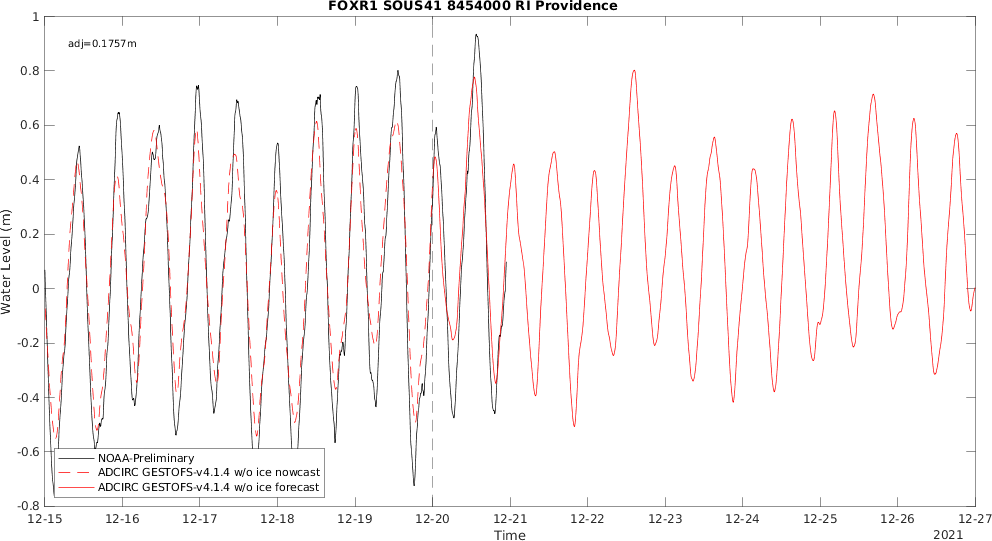 FOXR1 SOUS41 8454000 RI Providence
adj=0.1757m
1
0.8
0.6
0.4
0.2
0
-0.2
-0.4
-0.6
-0.8
Water Level (m)
NOAA-Preliminary
ADCIRC GESTOFS-v4.1.4 w/o ice nowcast
ADCIRC GESTOFS-v4.1.4 w/o ice forecast
12-15 12-16 12-17 12-18 12-19 12-20 12-21 12-22 12-23 12-24 12-25 12-26 12-27
Time
2021